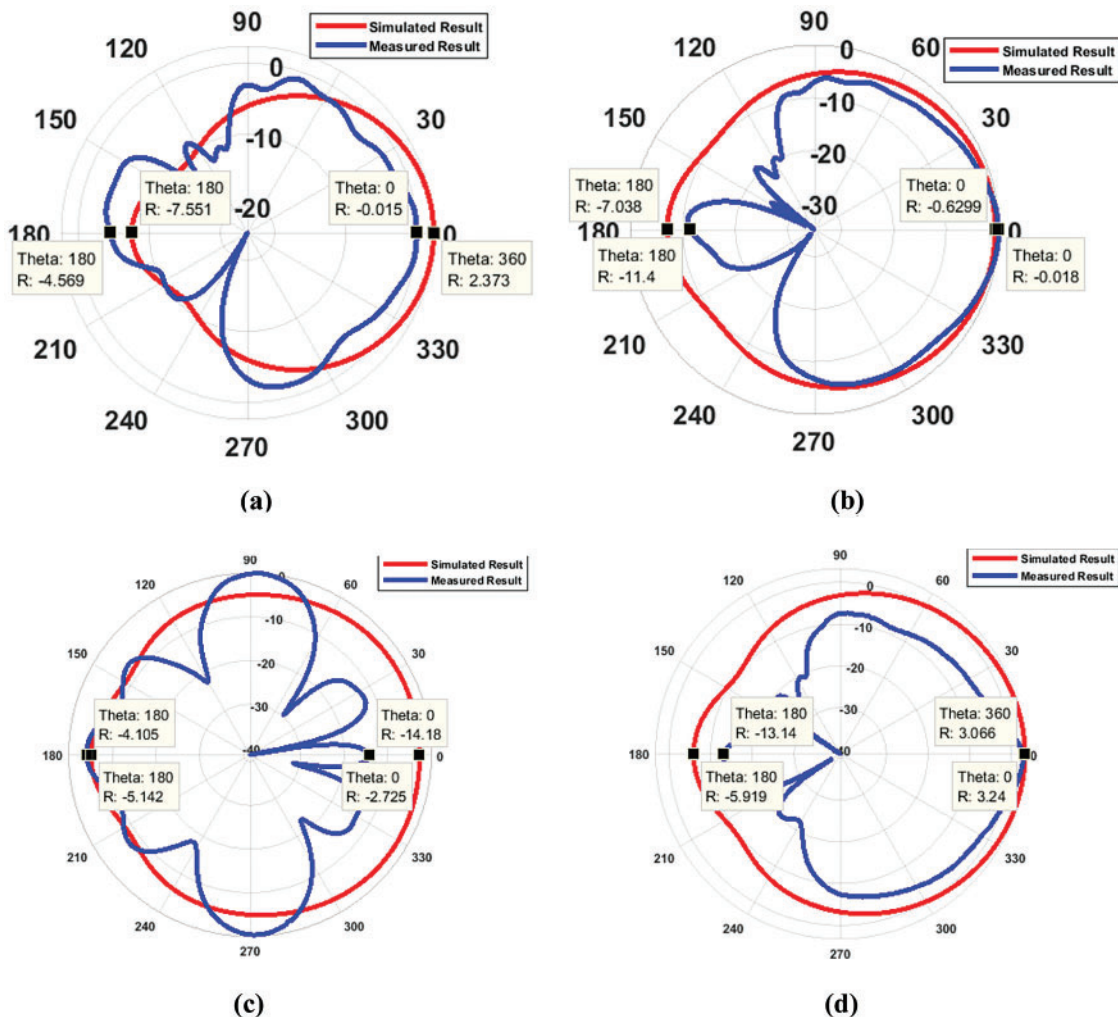 90
Simulated Result
Measured Result
120
0
150
30
-10
Theta: 180
R: -7.551
Theta: 0
R: -0.015
-20
180
0
Theta: 180
R: -4.569
Theta: 360
R: 2.373
210
330
240
300
270
(a)
90
0
60
Simulated Result
Measured Result
120
-10
150
30
-20
Theta: 180
R: -7.038
Theta: 0
R: -0.6299
-30
180
0
Theta: 180
R: -11.4
Theta: 0
R: -0.018
210
330
240
300
270
(b)
90
Simulated Result
Measured Result
0
120
60
-10
150
-20
30
-30
Theta: 180
R: -4.105
Theta: 0
R: -14.18
-40
180
0
Theta: 180
R: -5.142
Theta: 0
R: -2.725
210
330
240
300
270
(c)
90
Simulated Result
Measured Result
120
0
60
-10
150
30
-20
-30
Theta: 180
R: -13.14
Theta: 360
R: 3.066
40
180
0
Theta: 180
R: -5.919
Theta: 0
R: 3.24
210
330
240
300
270
(d)